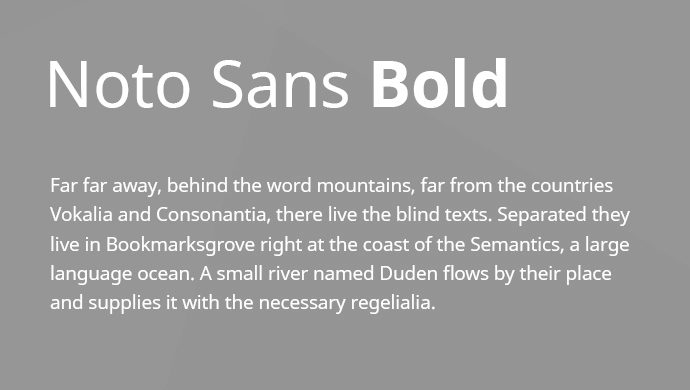 Noto Sans Bold
Far far away, behind the word mountains, far from the countries
Vokalia and Consonantia, there live the blind texts. Separated they
live in Bookmarksgrove right at the coast of the Semantics, a large
language ocean. A small river named Duden flows by their place
and supplies it with the necessary regelialia.